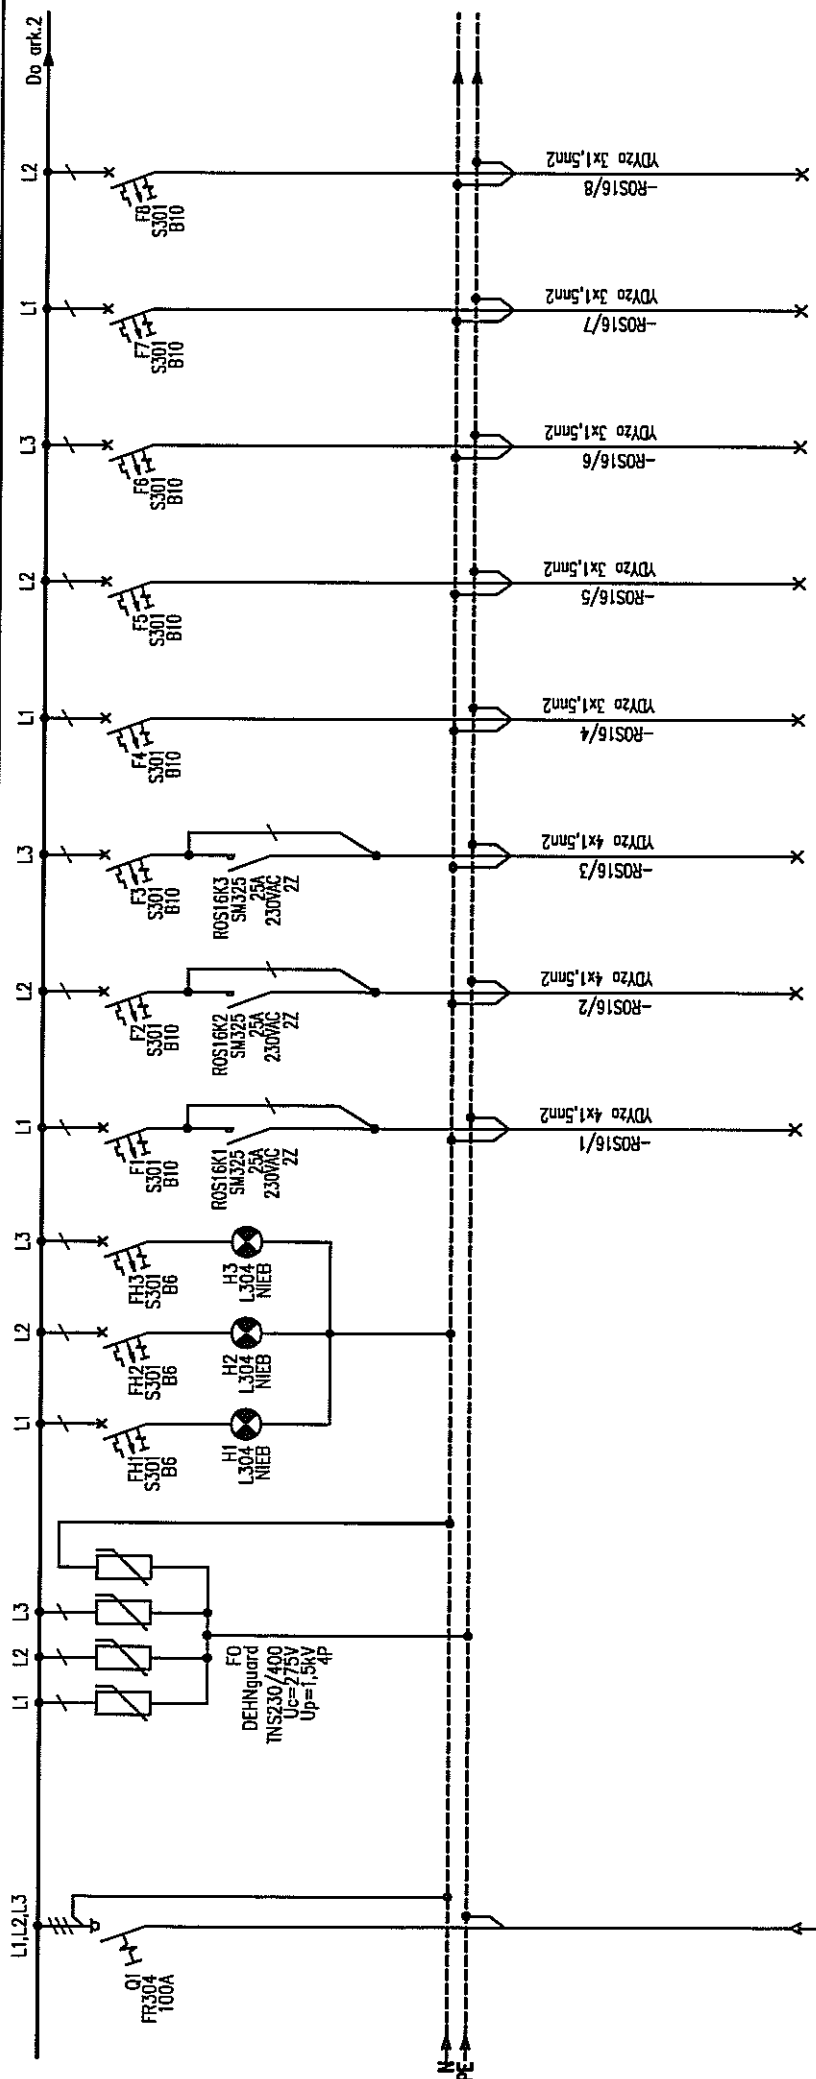 Do ark.2
L2
F8
S301
B10
YDYżo 3x1,5mm2
-ROS16/8
L1
F7
S301
B10
YDYżo 3x1,5mm2
-ROS16/7
L3
F6
S301
B10
YDYżo 3x1,5mm2
-ROS16/6
L2
F5
S301
B10
YDYżo 3x1,5mm2
-ROS16/5
L1
F4
S301
B10
YDYżo 3x1,5mm2
-ROS16/4
L3
F3
S301
B10
ROS16K3
SM325
25A
230VAC
2Z
YDYżo 4x1,5mm2
-ROS16/3
L2
F2
S301
B10
ROS16K2
SM325
25A
230VAC
2Z
YDYżo 4x1,5mm2
-ROS16/2
L1
F1
S301
B10
ROS16K1
SM325
25A
230VAC
2Z
YDYżo 4x1,5mm2
-ROS16/1
L3
FH3
S301
B6
H3
L304
NIEB
L2
FH2
S301
B6
H2
L304
NIEB
L1
FH1
S301
B6
H1
L304
NIEB
L3
L2
L1
F0
DEHNguard
TNS230/400
Uc=275V
Up=1,5kV
4P
L1,L2,L3
Q1
FR304
100A
N
PE